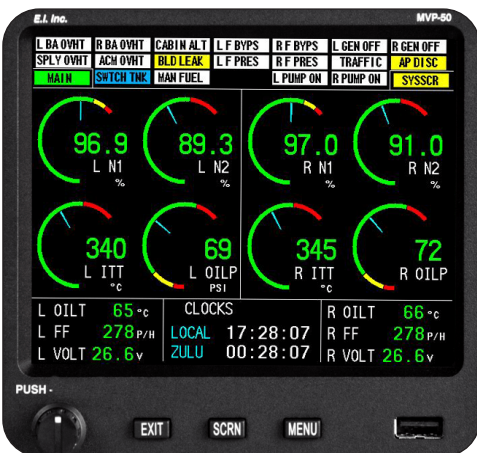 E.I. Inc. MVP-50
L BA OVHT R BA OVHT CABIN ALT L F BYPS R F BYPS L GEN OFF R GEN OFF
SPLY OVHT ACM OVHT BLD LEAK L F PRES R F PRES TRAFFIC AP DISC
MAIN SWTCH TNK MAN FUEL L PUMP ON R PUMP ON SYSSCR
96.9 89.3 97.0 91.0
L N1 L N2 R N1 R N2
% % % %
340 69 345 72
L ITT L OILP R ITT R OILP
°C PSI °C
L OILT 65 °C CLOCKS R OILT 66 °C
L FF 278 P/H LOCAL 17:28:07 R FF 278 P/H
L VOLT 26.6 V ZULU 00:28:07 R VOLT 26.6 V
PUSH -
EXIT SCRN MENU